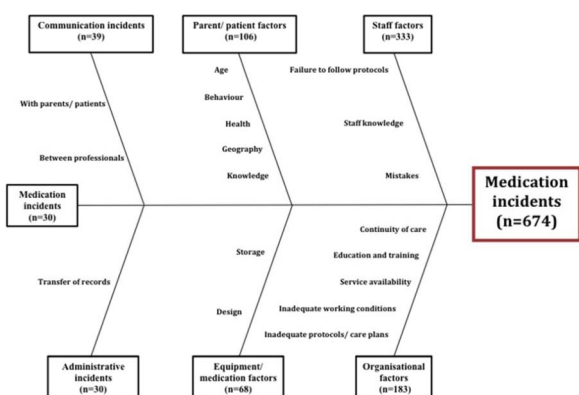 Communication incidents
(n=39)
Parent/ patient factors
(n=106)
Staff factors
(n=333)
Age
Failure to follow protocols
Behaviour
With parents/ patients
Health
Staff knowledge
Geography
Between professionals
Knowledge
Mistakes
Medication
incidents
(n=30)
Medication
incidents
(n=674)
Continuity of care
Storage
Education and training
Transfer of records
Service availability
Design
Inadequate working conditions
Inadequate protocols/ care plans
Administrative
incidents
(n=30)
Equipment/
medication factors
(n=68)
Organisational
factors
(n=183)